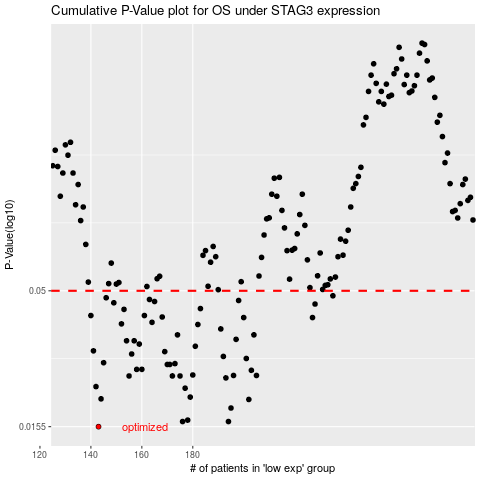 Cumulative P-Value plot for OS under STAG3 expression
P-Value(log10)
0.05
0.0155
optimized
120 140 160 180
# of patients in 'low exp' group